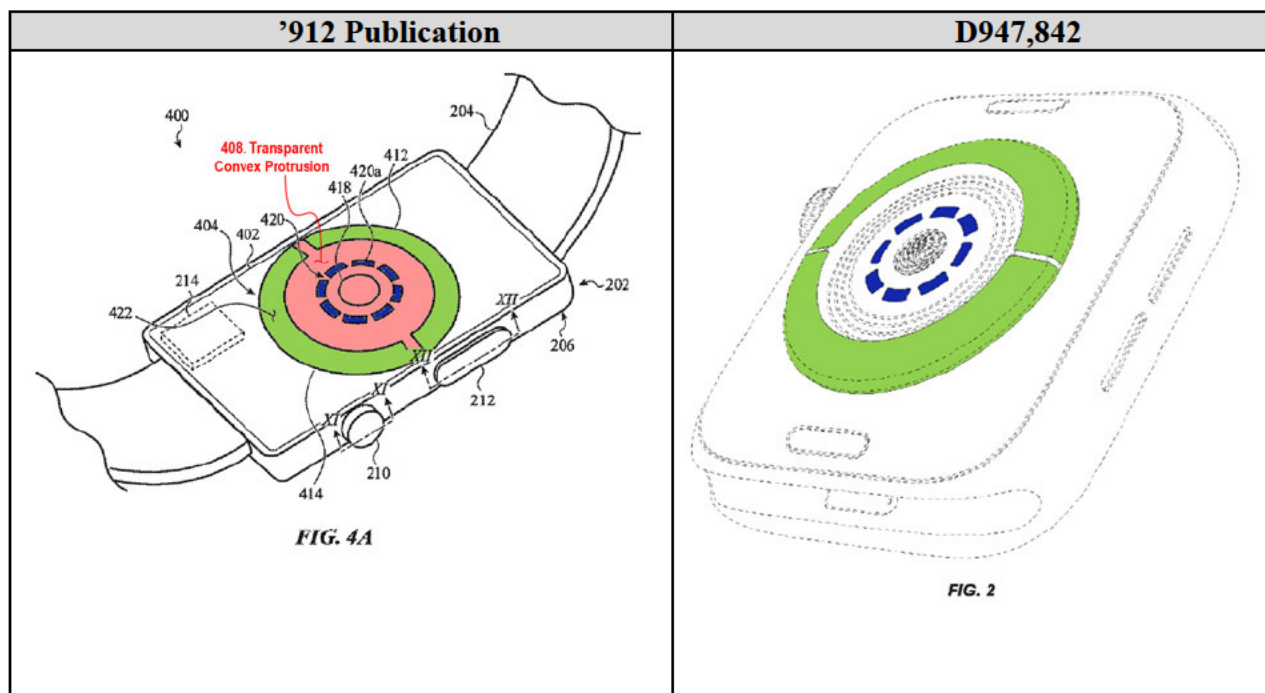 ’912 Publication
D947,842
400
204
408. Transparent
Convex Protrusion
420a
412
418
420
404
402
214
422
XII
202
XII
206
XI
212
XI
210
414
FIG. 4A
FIG. 2